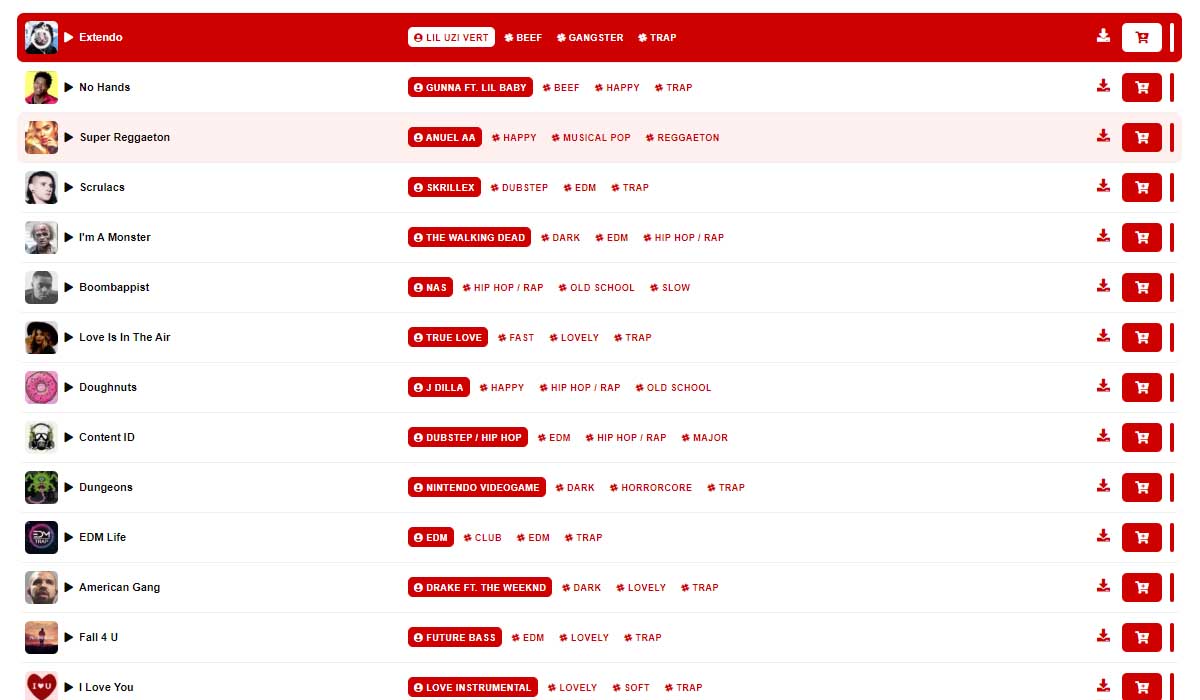 Extendo LIL UZI VERT BEEF GANGSTER TRAP
No Hands GUNNA FT. LIL BABY BEEF HAPPY TRAP
Super Reggaeton ANUEL AA HAPPY MUSICAL POP REGGAETON
Scrulacs SKRILLEX DUBSTEP EDM TRAP
I'm A Monster THE WALKING DEAD DARK EDM HIP HOP / RAP
Boombappist NAS HIP HOP / RAP OLD SCHOOL SLOW
Love Is In The Air TRUE LOVE FAST LOVELY TRAP
Doughnuts J DILLA HAPPY HIP HOP / RAP OLD SCHOOL
Content ID DUBSTEP / HIP HOP EDM HIP HOP / RAP MAJOR
Dungeons NINTENDO VIDEOGAME DARK HORRORCORE TRAP
EDM TRAP EDM Life EDM CLUB EDM TRAP
American Gang DRAKE FT. THE WEEKND DARK LOVELY TRAP
Fall 4 U FUTURE BASS EDM LOVELY TRAP
I♥U I Love You LOVE INSTRUMENTAL LOVELY SOFT TRAP